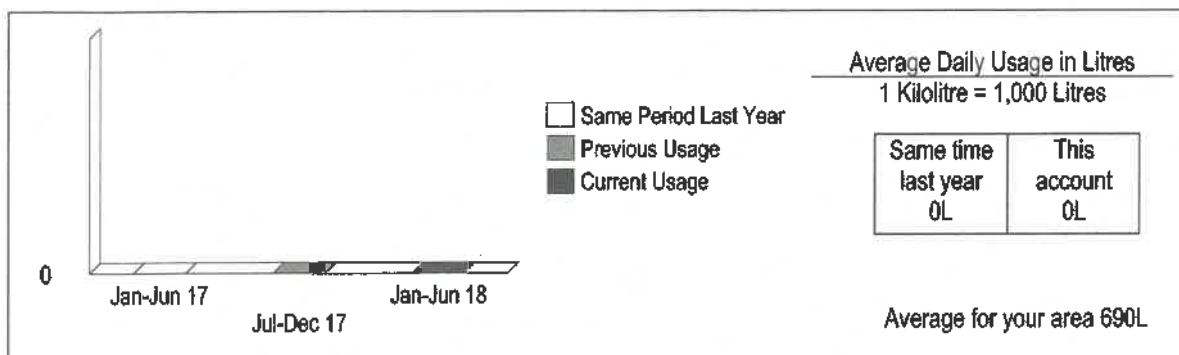 0
Jan-Jun 17
Jul-Dec 17
Jan-Jun 18
Same Period Last Year
Previous Usage
Current Usage
Average Daily Usage in Litres
1 Kilolitre = 1,000 Litres
Same time
last year
0L
This
account
0L
Average for your area 690L